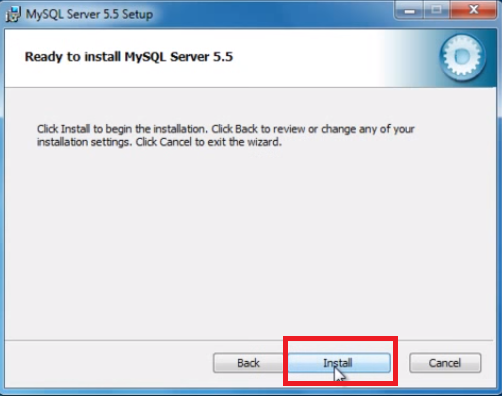 MySQL Server 5.5 Setup
Ready to install MySQL Server 5.5
Click Install to begin the installation. Click Back to review or change any of your
installation settings. Click Cancel to exit the wizard.
Back
Install
Cancel